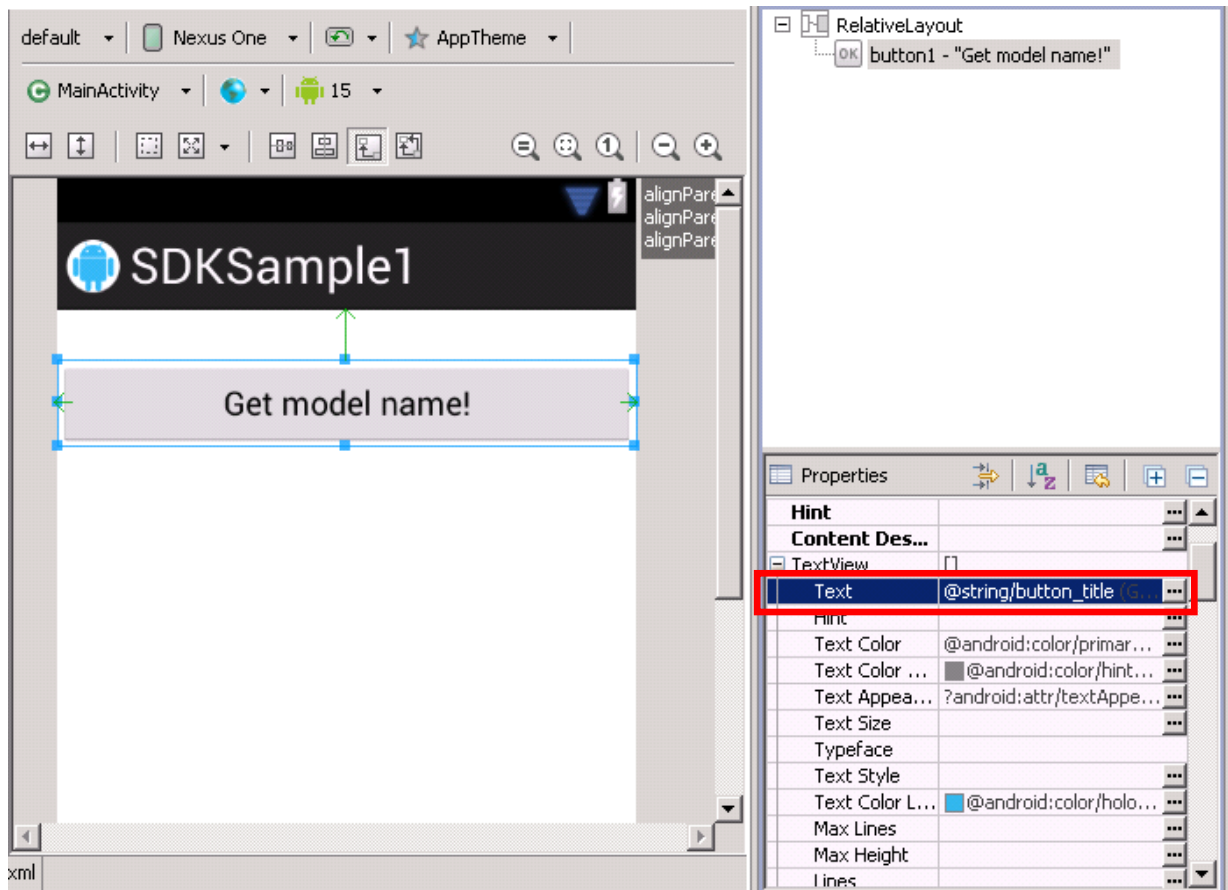 default
Nexus One
AppTheme
MainActivity
15
alignPare
alignPare
alignPare
SDKSample1
Get model name!
xml
RelativeLayout
OK button1 - "Get model name!"
Properties
Hint
Content Des...
TextView []
Text @string/button_title (G...
Hint
Text Color @android:color/primar...
Text Color ... @android:color/hint...
Text Appea... ?android:attr/textAppe...
Text Size
Typeface
Text Style
Text Color L... @android:color/holo...
Max Lines
Max Height
Lines